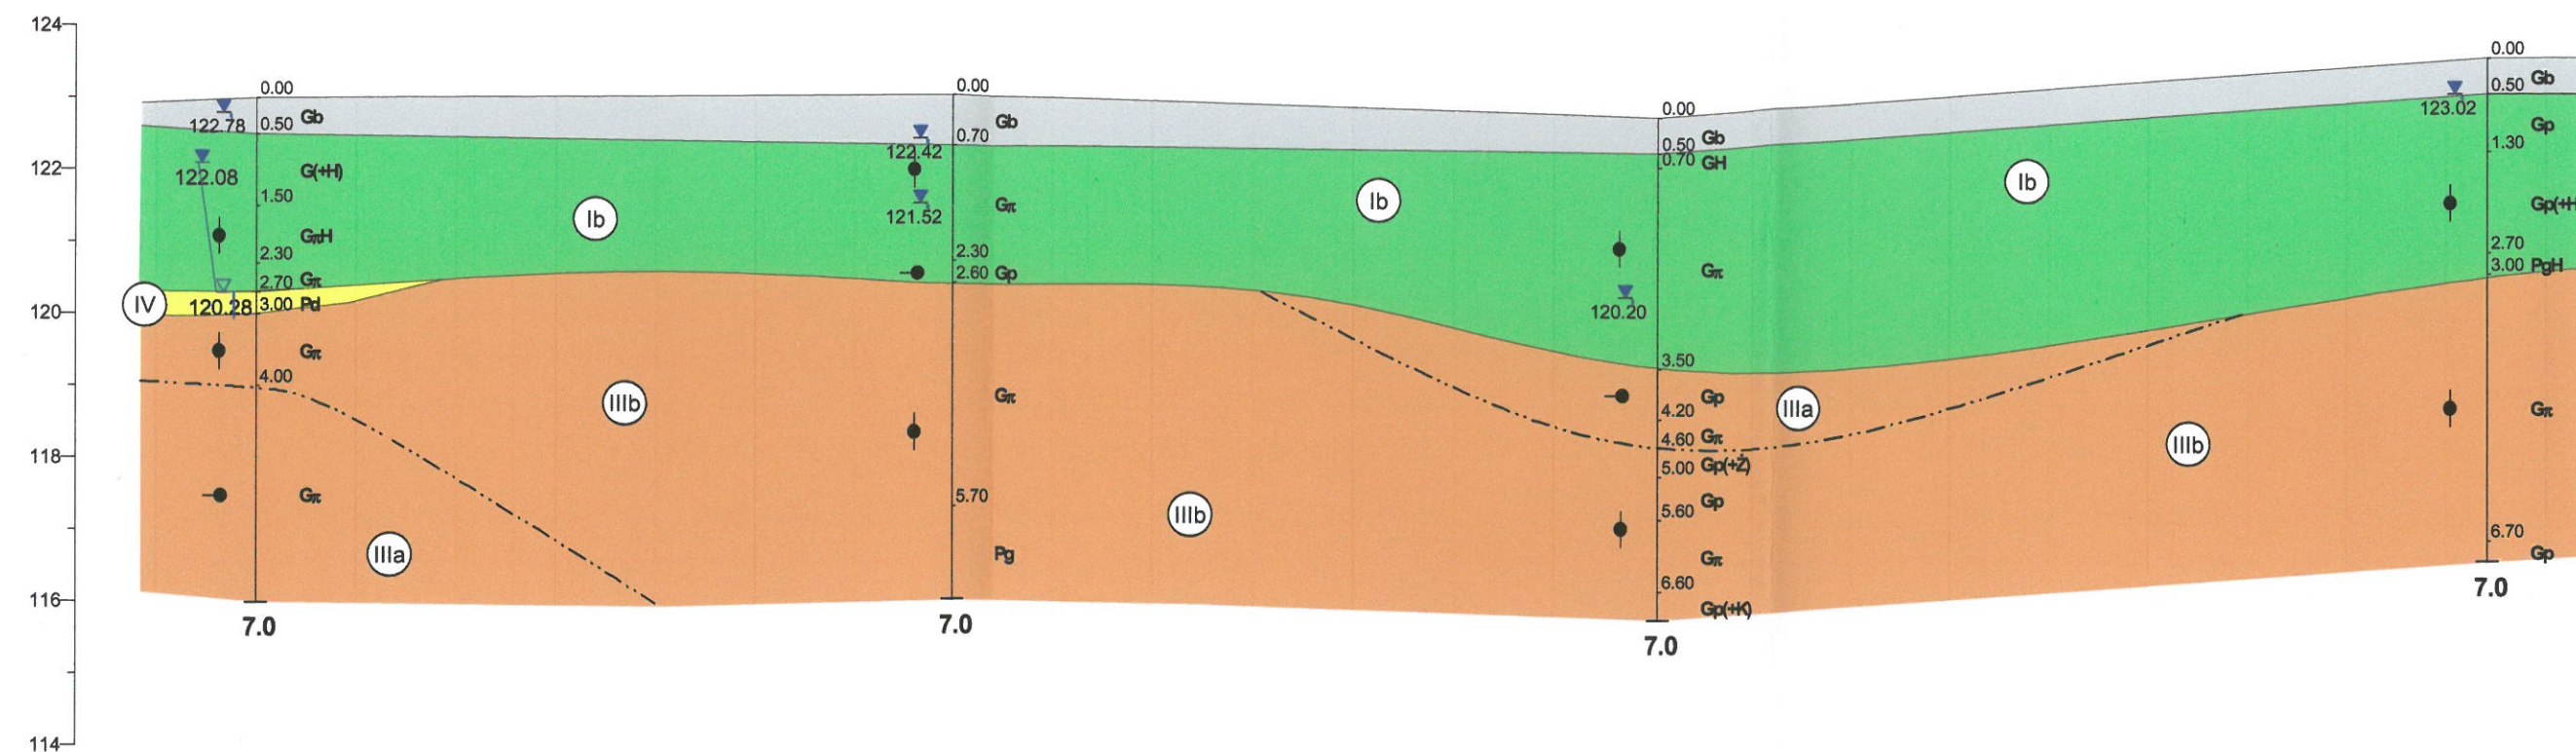 124
122
120
118
116
114
0.00
Gb
122.78
0.50
122.08
G(+H)
1.50
GπH
2.30
Gπ
2.70
120.28
3.00
Pd
Gπ
4.00
Gπ
7.0
IV
Ib
IIIb
IIIa
0.00
Gb
0.70
122.42
Gπ
121.52
2.30
2.60
Gp
Gπ
5.70
Pg
7.0
IIIb
Ib
0.00
Gb
0.50
0.70
GH
Gπ
120.20
3.50
Gp
4.20
Gπ
4.60
Gp(+Ż)
5.00
Gp
5.60
Gπ
6.60
Gp(+K)
7.0
IIIa
Ib
IIIb
0.00
Gb
0.50
123.02
Gp
1.30
Gp(+H
2.70
PgH
3.00
Gπ
6.70
Gp
7.0